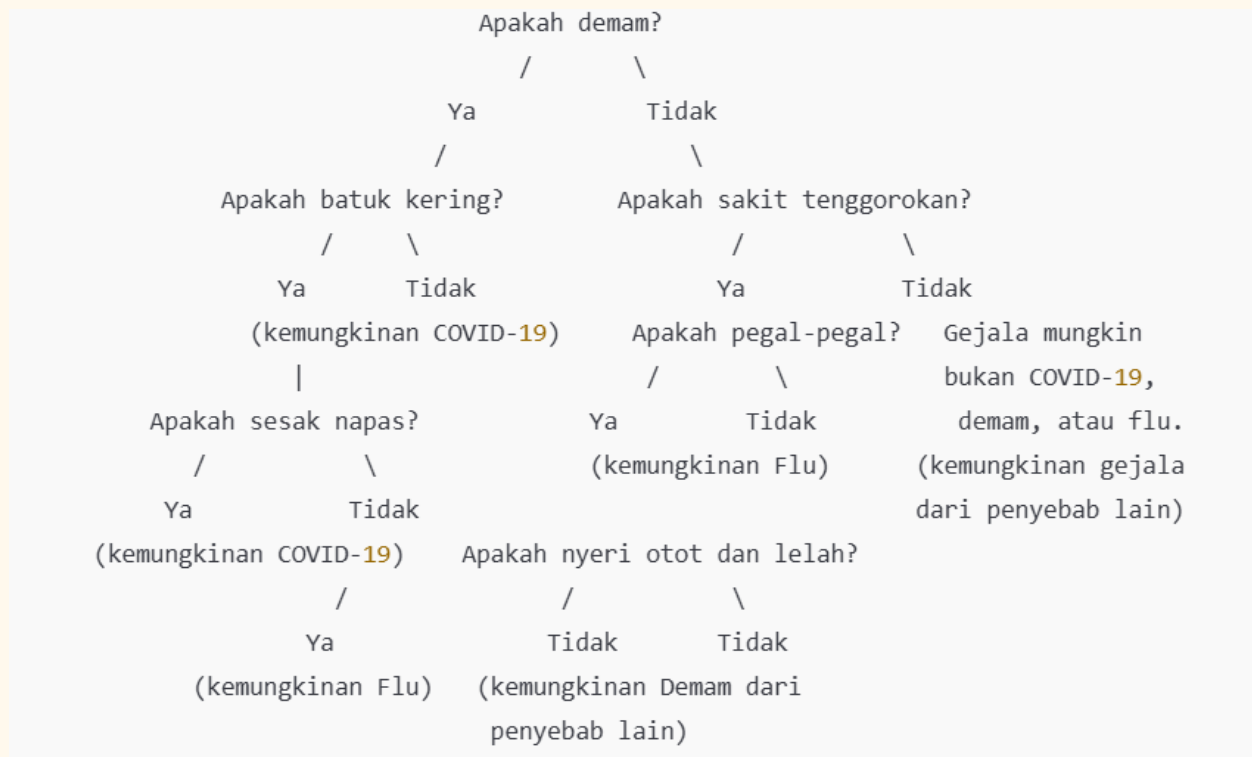 Apakah demam?
/ \
Ya Tidak
/ \
Apakah batuk kering? Apakah sakit tenggorokan?
/ \ / \
Ya Tidak Ya Tidak
(kemungkinan COVID-19) Apakah pegal-pegal? Gejala mungkin
| / \ bukan COVID-19,
Apakah sesak napas? Ya Tidak demam, atau flu.
/ \ (kemungkinan Flu) (kemungkinan gejala
Ya Tidak dari penyebab lain)
(kemungkinan COVID-19) Apakah nyeri otot dan lelah?
/ / \
Ya Tidak Tidak
(kemungkinan Flu) (kemungkinan Demam dari
penyebab lain)